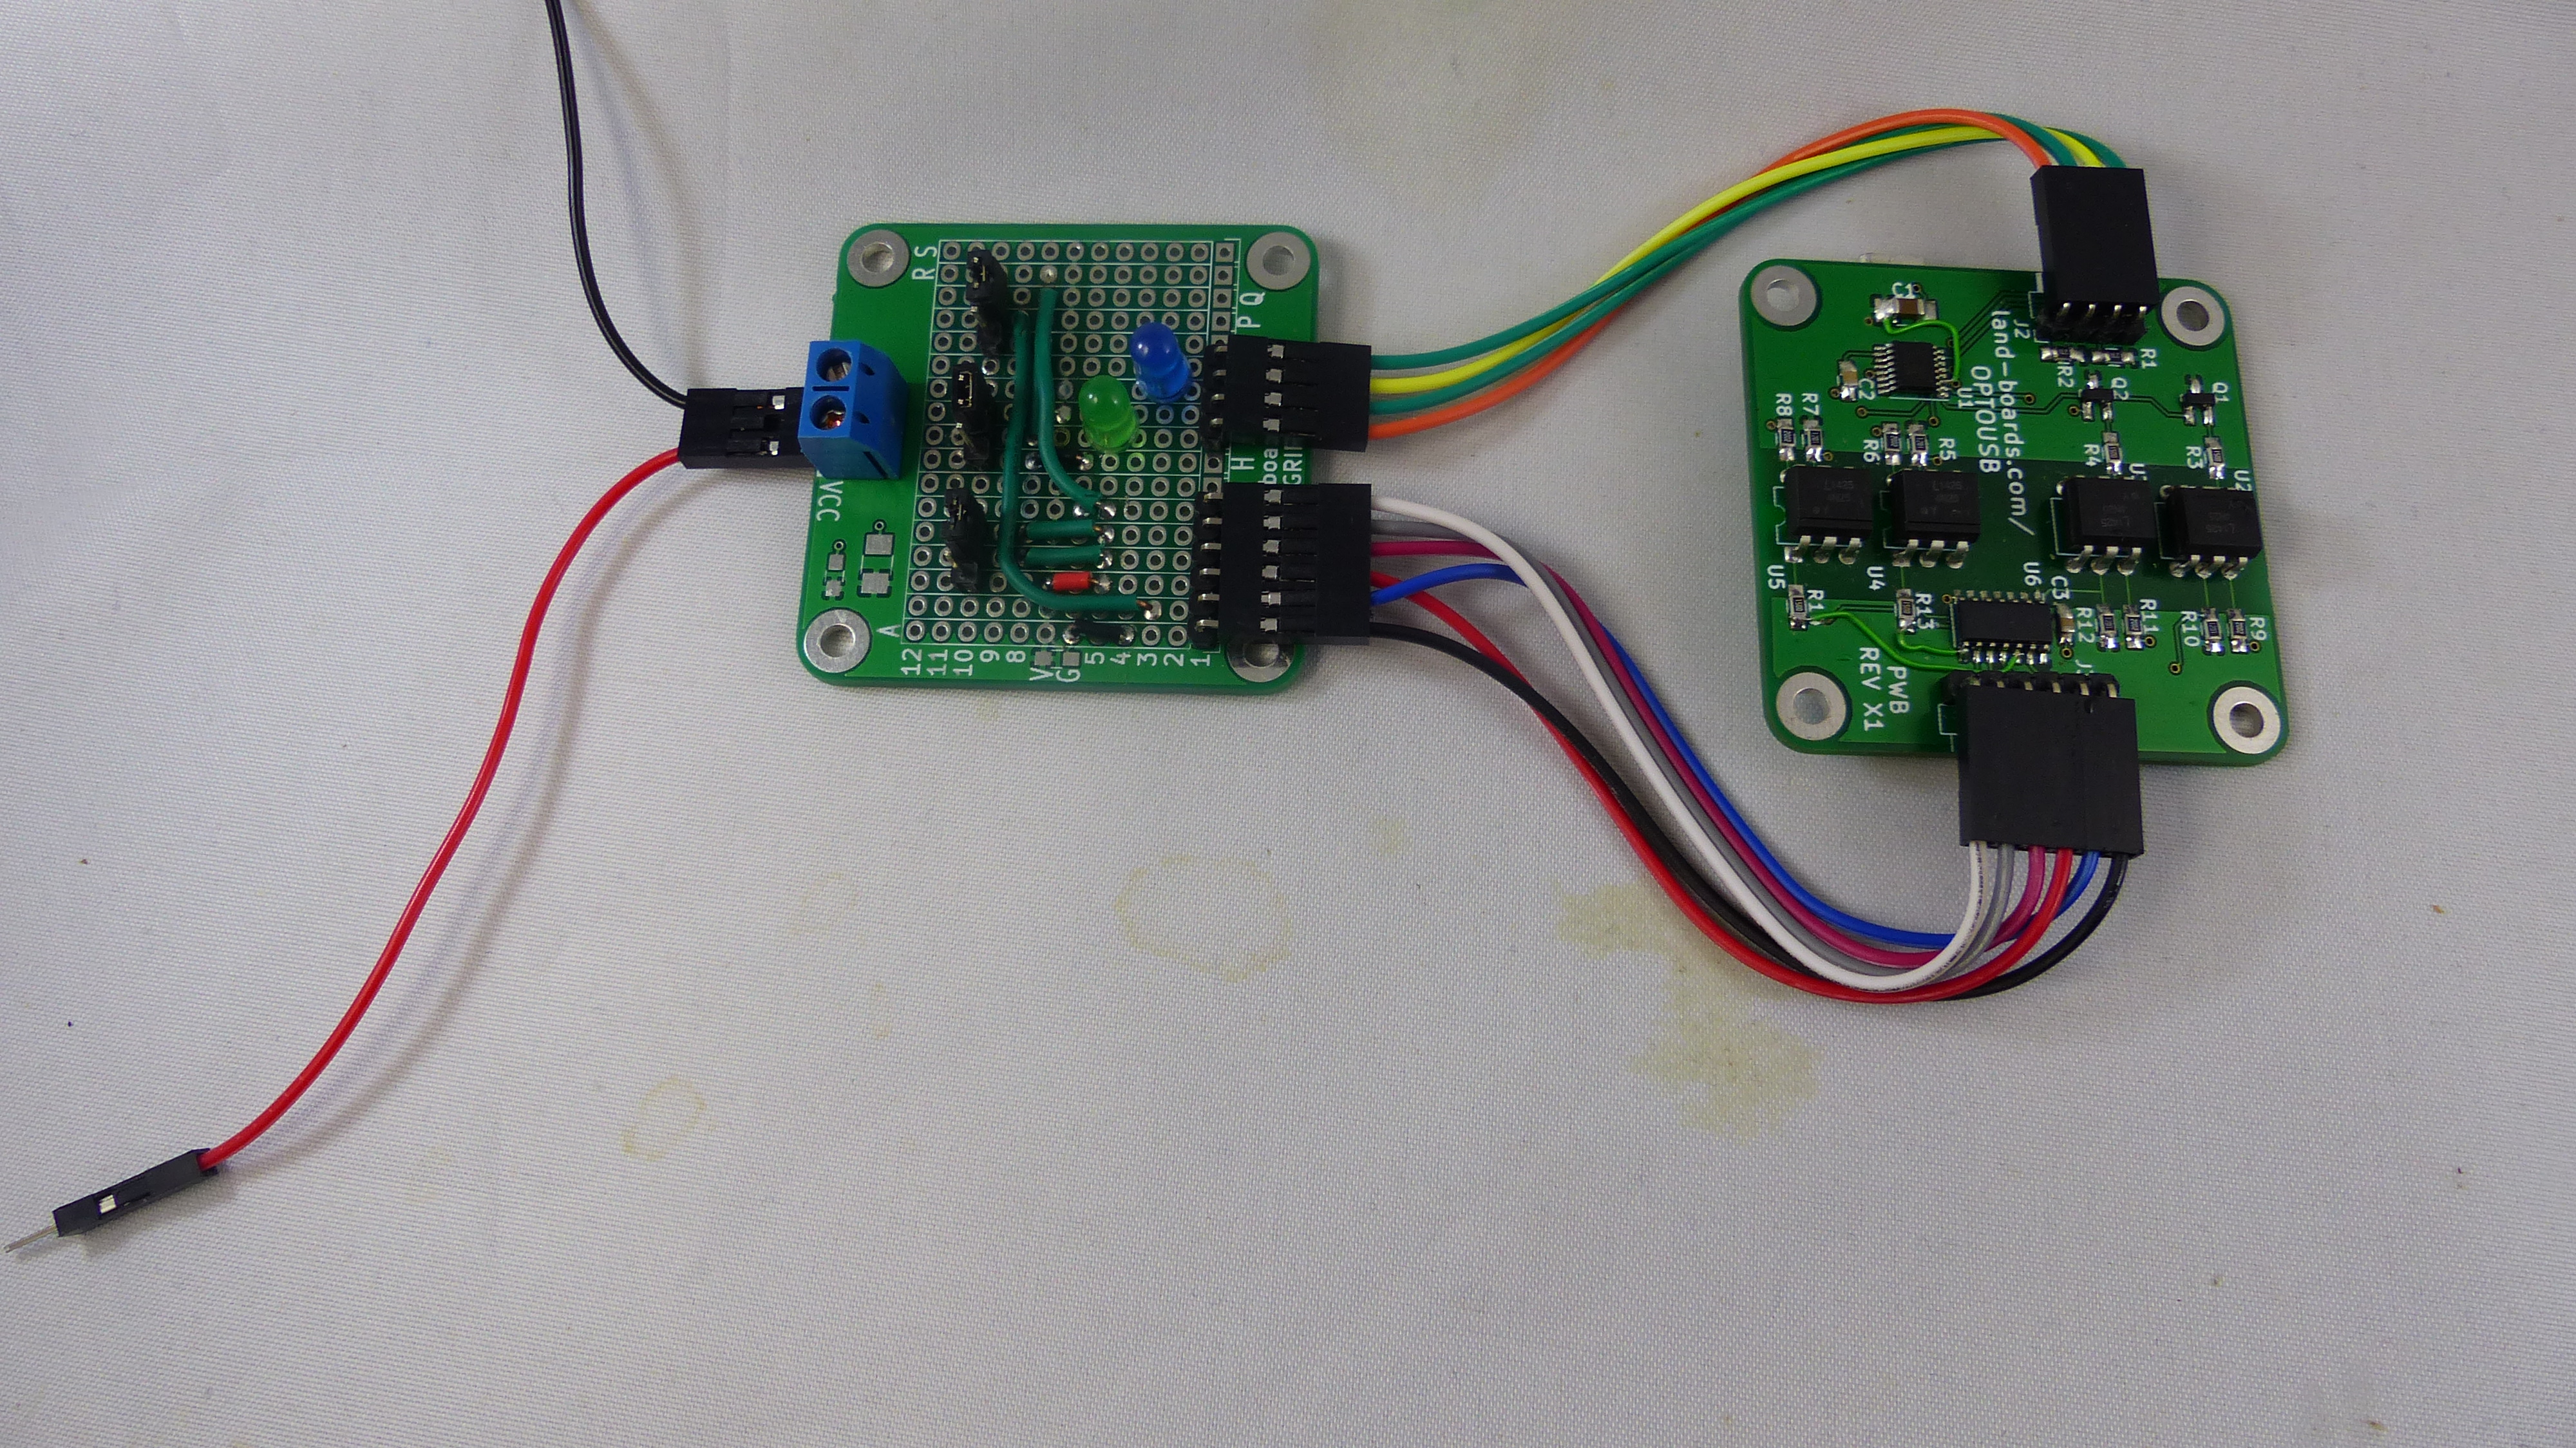 R S
Q
P
H
GRI
VCC
A
12
11
10
9
8
V
G
5
4
3
2
1
C1
J2
R1
R2
Q2
Q1
C2
U1
land-boards.com/
OPTOUSB
R8
R7
R6
R5
R4
R3
U5
U4
U6
C3
R13
R12
R11
R10
R9
PWB
REV X1